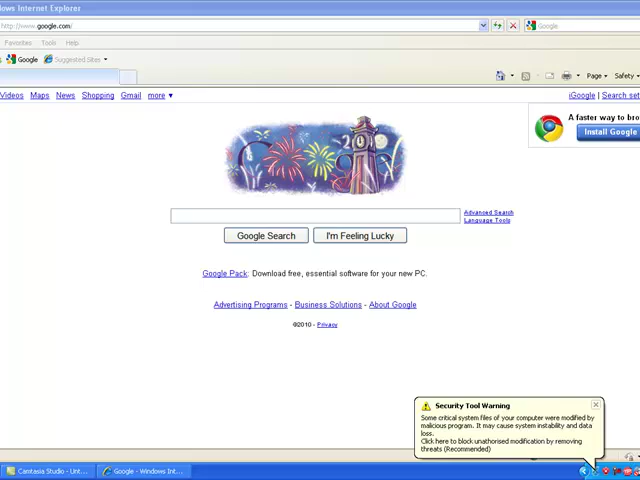 dows Internet Explorer
http://www.google.com/
Google
Favorites Tools Help
Google Suggested Sites
Page Safety
Videos Maps News Shopping Gmail more ▼
iGoogle | Search set
A faster way to bro
Install Google
Advanced Search
Language Tools
Google Search I'm Feeling Lucky
Google Pack: Download free, essential software for your new PC.
Advertising Programs - Business Solutions - About Google
©2010 - Privacy
Security Tool Warning
Some critical system files of your computer were modified by
malicious program. It may cause system instability and data
loss.
Click here to block unathorised modification by removing
threats (Recommended)
Camtasia Studio - Unt...
Google - Windows Int...